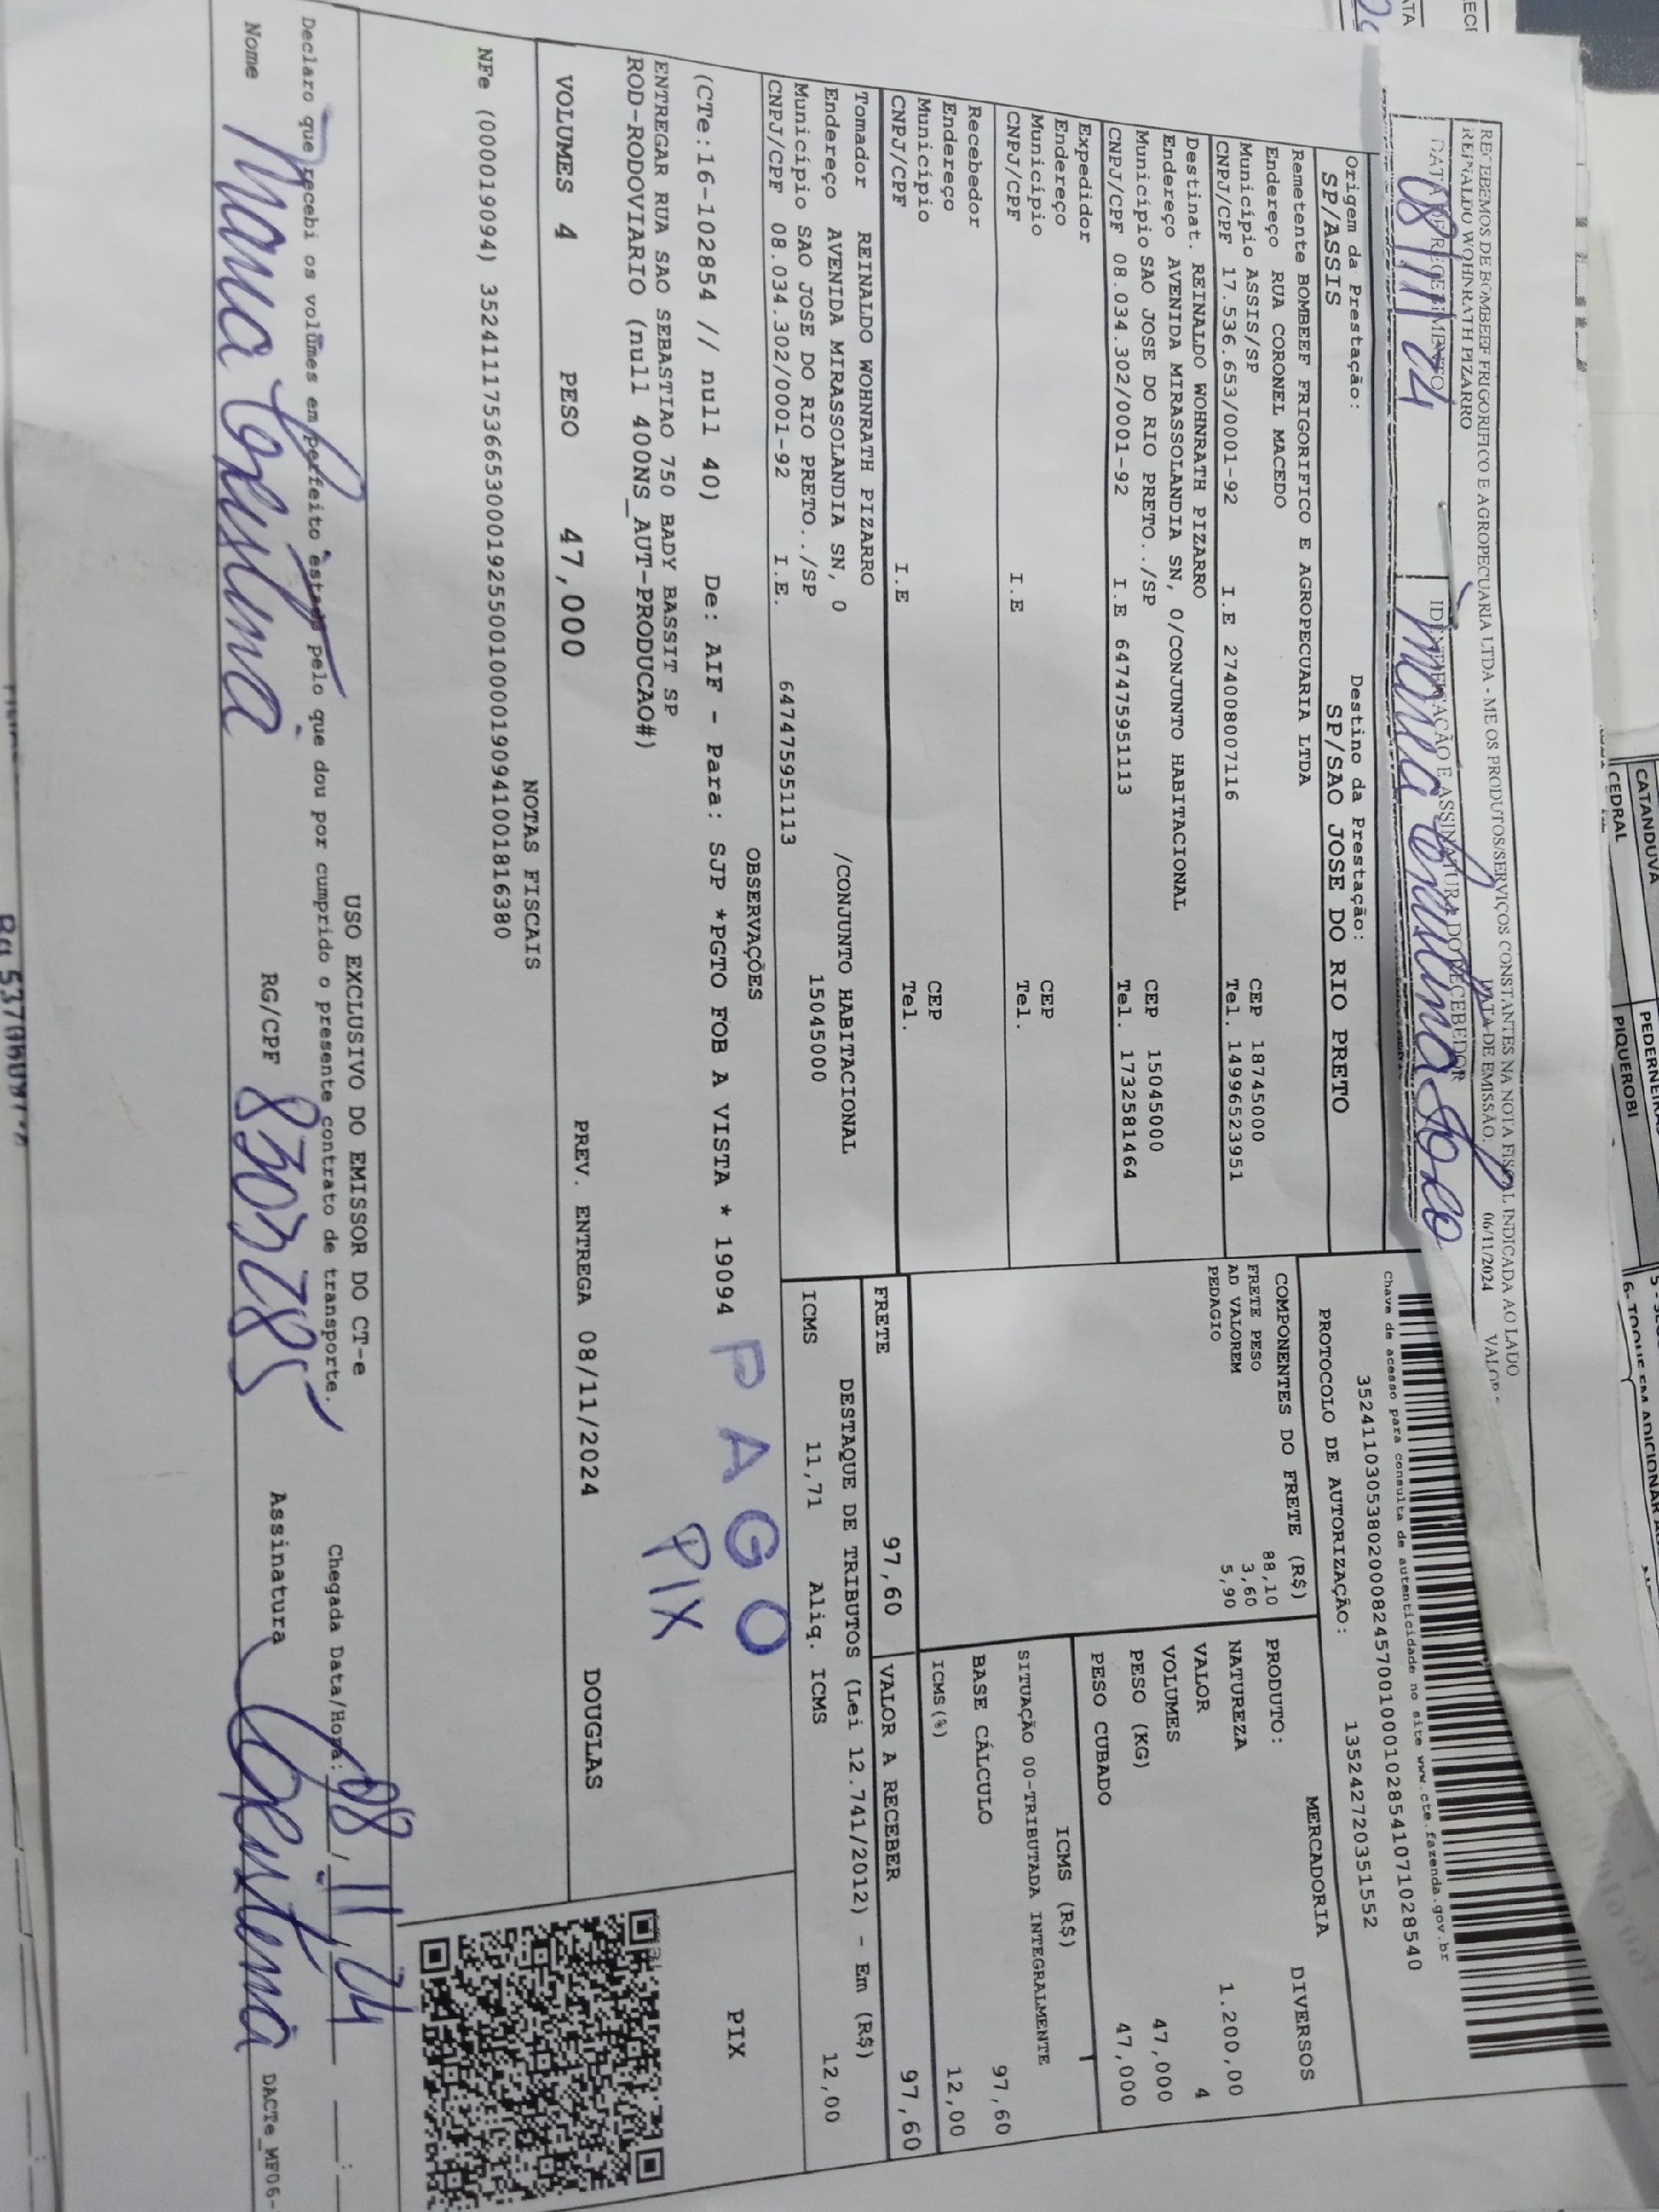 RECEBEMOS DE BOMBEEF FRIGORIFICO E AGROPECUARIA LTDA - ME OS PRODUTOS/SERVIÇOS CONSTANTES NA NOTA FISCAL INDICADA AO LADO
REINALDO WOHNRATH PIZARRO
DATA DE EMISSÃO: 06/11/2024 VALOR
DATA DE RECEBIMENTO
IDENTIFICAÇÃO E ASSINATURA DO RECEBEDOR
08/11/24
Chave de acesso para consulta de autenticidade no site www.cte.fazenda.gov.br
35241103053802000824570010001028541071028540
PROTOCOLO DE AUTORIZAÇÃO: 135242720351552
Origem da Prestação: Destino da Prestação:
SP/ASSIS SP/SAO JOSE DO RIO PRETO
Remetente BOMBEEF FRIGORIFICO E AGROPECUARIA LTDA
Endereço RUA CORONEL MACEDO
Município ASSIS/SP CEP 18745000
CNPJ/CPF 17.536.653/0001-92 I.E 274008007116 Tel. 14996523951
Destinat. REINALDO WOHNRATH PIZARRO
Endereço AVENIDA MIRASSOLANDIA SN, 0/CONJUNTO HABITACIONAL
Município SAO JOSE DO RIO PRETO../SP CEP 15045000
CNPJ/CPF 08.034.302/0001-92 I.E 647475951113 Tel. 1732581464
Expedidor
Endereço
Município CEP
CNPJ/CPF I.E Tel.
Recebedor
Endereço
Município CEP
CNPJ/CPF I.E Tel.
Tomador REINALDO WOHNRATH PIZARRO
Endereço AVENIDA MIRASSOLANDIA SN, 0 /CONJUNTO HABITACIONAL
Município SAO JOSE DO RIO PRETO../SP 15045000
CNPJ/CPF 08.034.302/0001-92 I.E. 647475951113
COMPONENTES DO FRETE (R$)
FRETE PESO 88,10
AD VALOREM 3,60
PEDAGIO 5,90
MERCADORIA
PRODUTO: DIVERSOS
NATUREZA
VALOR 1.200,00
VOLUMES 4
PESO (KG) 47,000
PESO CUBADO 47,000
ICMS (R$)
SITUAÇÃO 00-TRIBUTADA INTEGRALMENTE
BASE CÁLCULO 97,60
ICMS(%) 12,00
FRETE 97,60 VALOR A RECEBER 97,60
DESTAQUE DE TRIBUTOS (Lei 12.741/2012) - Em (R$)
ICMS 11,71 Aliq. ICMS 12,00
OBSERVAÇÕES
(CTe:16-102854 // null 40) De: AIF - Para: SJP *PGTO FOB A VISTA * 19094
ENTREGAR RUA SAO SEBASTIAO 750 BADY BASSIT SP
ROD-RODOVIARIO (null 400NS_AUT-PRODUCAO#)
PAGO
PIX
PIX
VOLUMES 4 PESO 47,000 PREV. ENTREGA 08/11/2024 DOUGLAS
NOTAS FISCAIS
NFe (000019094) 35241117536653000192550010000190941001816380
USO EXCLUSIVO DO EMISSOR DO CT-e
Declaro que recebi os volumes em perfeito estado pelo que dou por cumprido o presente contrato de transporte.
Chegada Data/Hora: 08/11/24
Nome Maria Cristina RG/CPF Assinatura Cristina
DACTe_MF06-
CATANDUVA
CEDRAL
PIQUEROBI